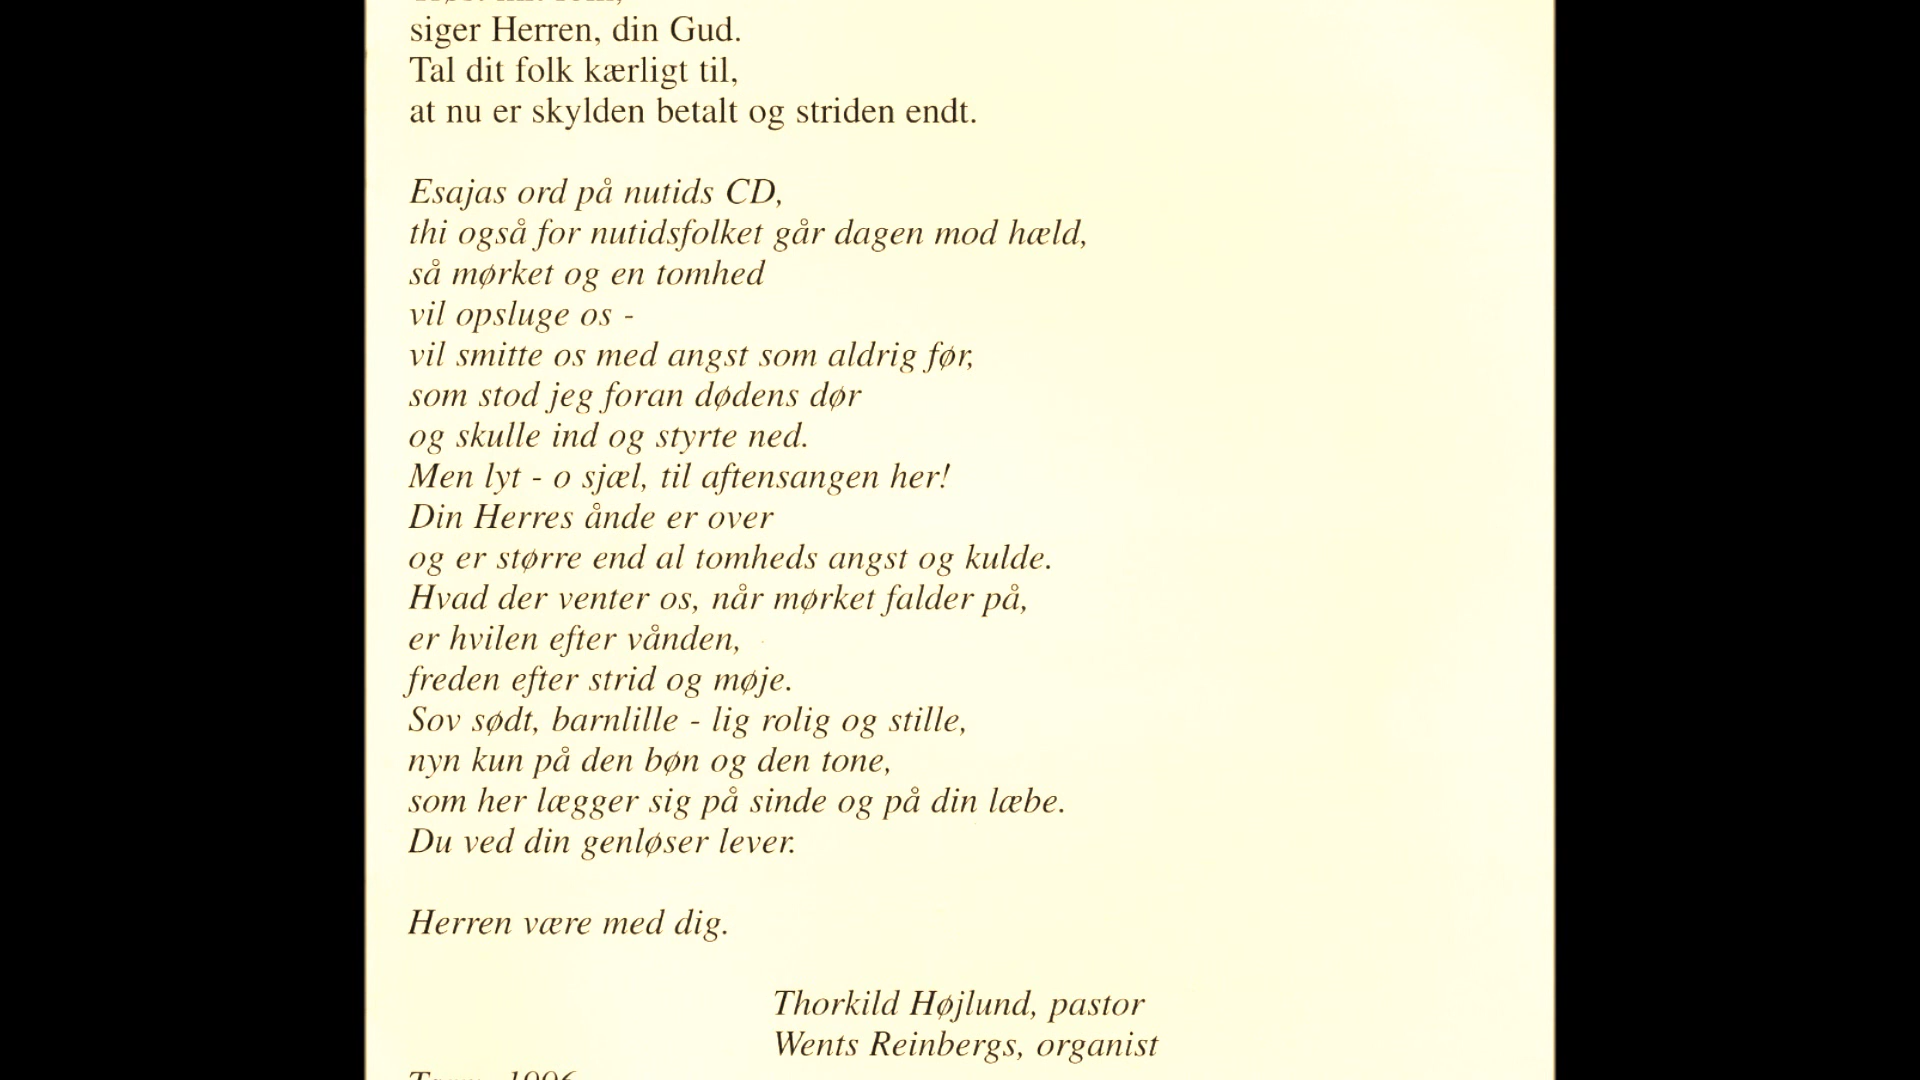 siger Herren, din Gud.
Tal dit folk kærligt til,
at nu er skylden betalt og striden endt.
Esajas ord på nutids CD,
thi også for nutidsfolket går dagen mod hæld,
så mørket og en tomhed
vil opsluge os -
vil smitte os med angst som aldrig før,
som stod jeg foran dødens dør
og skulle ind og styrte ned.
Men lyt - o sjæl, til aftensangen her!
Din Herres ånde er over
og er større end al tomheds angst og kulde.
Hvad der venter os, når mørket falder på,
er hvilen efter vånden,
freden efter strid og møje.
Sov sødt, barnlille - lig rolig og stille,
nyn kun på den bøn og den tone,
som her lægger sig på sinde og på din læbe.
Du ved din genløser lever.
Herren være med dig.
Thorkild Højlund, pastor
Wents Reinbergs, organist